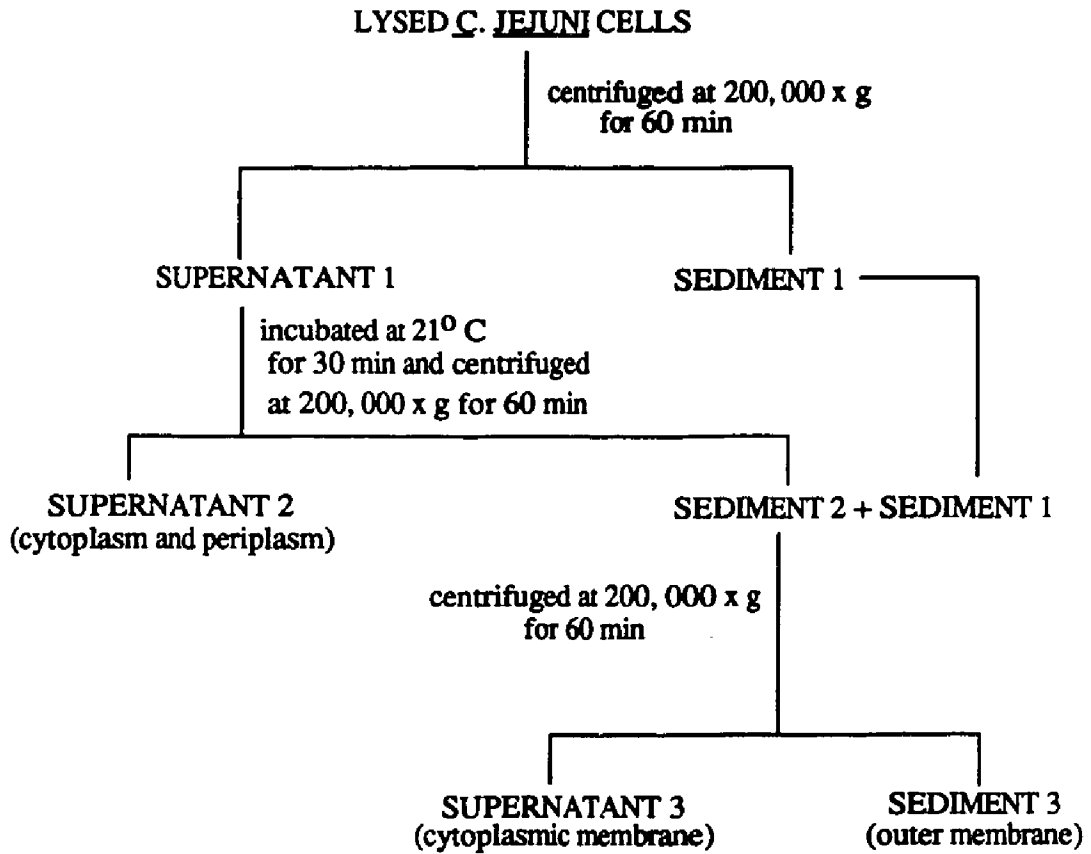 LYSED C. JEJUNI CELLS
centrifuged at 200, 000 x g
for 60 min
SUPERNATANT 1
SEDIMENT 1
incubated at 21⁰ C
for 30 min and centrifuged
at 200, 000 x g for 60 min
SUPERNATANT 2
(cytoplasm and periplasm)
SEDIMENT 2 + SEDIMENT 1
centrifuged at 200, 000 x g
for 60 min
SUPERNATANT 3
(cytoplasmic membrane)
SEDIMENT 3
(outer membrane)